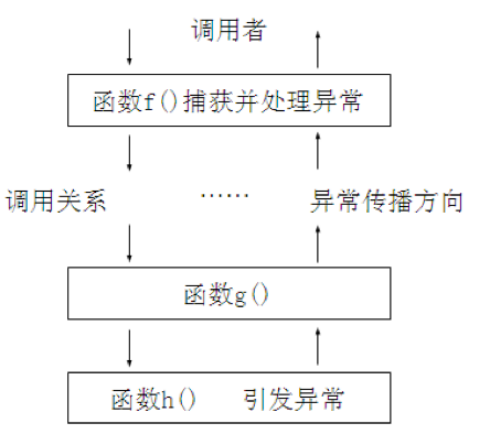 调用者
函数f()捕获并处理异常
调用关系 …… 异常传播方向
函数g()
函数h() 引发异常